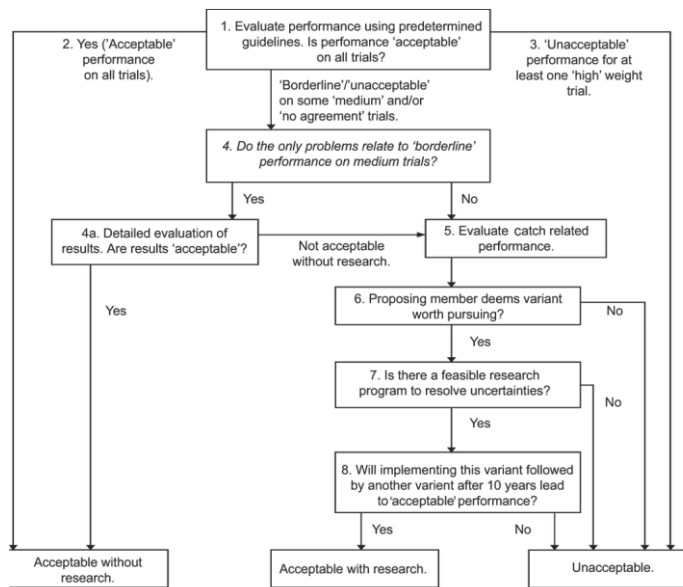 1. Evaluate performance using predetermined
guidelines. Is perfomance ‘acceptable’
on all trials?
2. Yes (’Acceptable’
performance
on all trials).
3. ‘Unacceptable’
performance for
at least one ‘high’ weight
trial.
‘Borderline’/‘unacceptable’
on some ‘medium’ and/or
‘no agreement’ trials.
4. Do the only problems relate to ‘borderline’
performance on medium trials?
Yes
No
4a. Detailed evaluation of
results. Are results ‘acceptable’?
Not acceptable
without research.
5. Evaluate catch related
performance.
Yes
6. Proposing member deems variant
worth pursuing?
No
Yes
7. Is there a feasible research
program to resolve uncertainties?
No
Yes
8. Will implementing this variant followed
by another varient after 10 years lead
to ‘acceptable’ performance?
Yes
No
Acceptable without
research.
Acceptable with research.
Unacceptable.